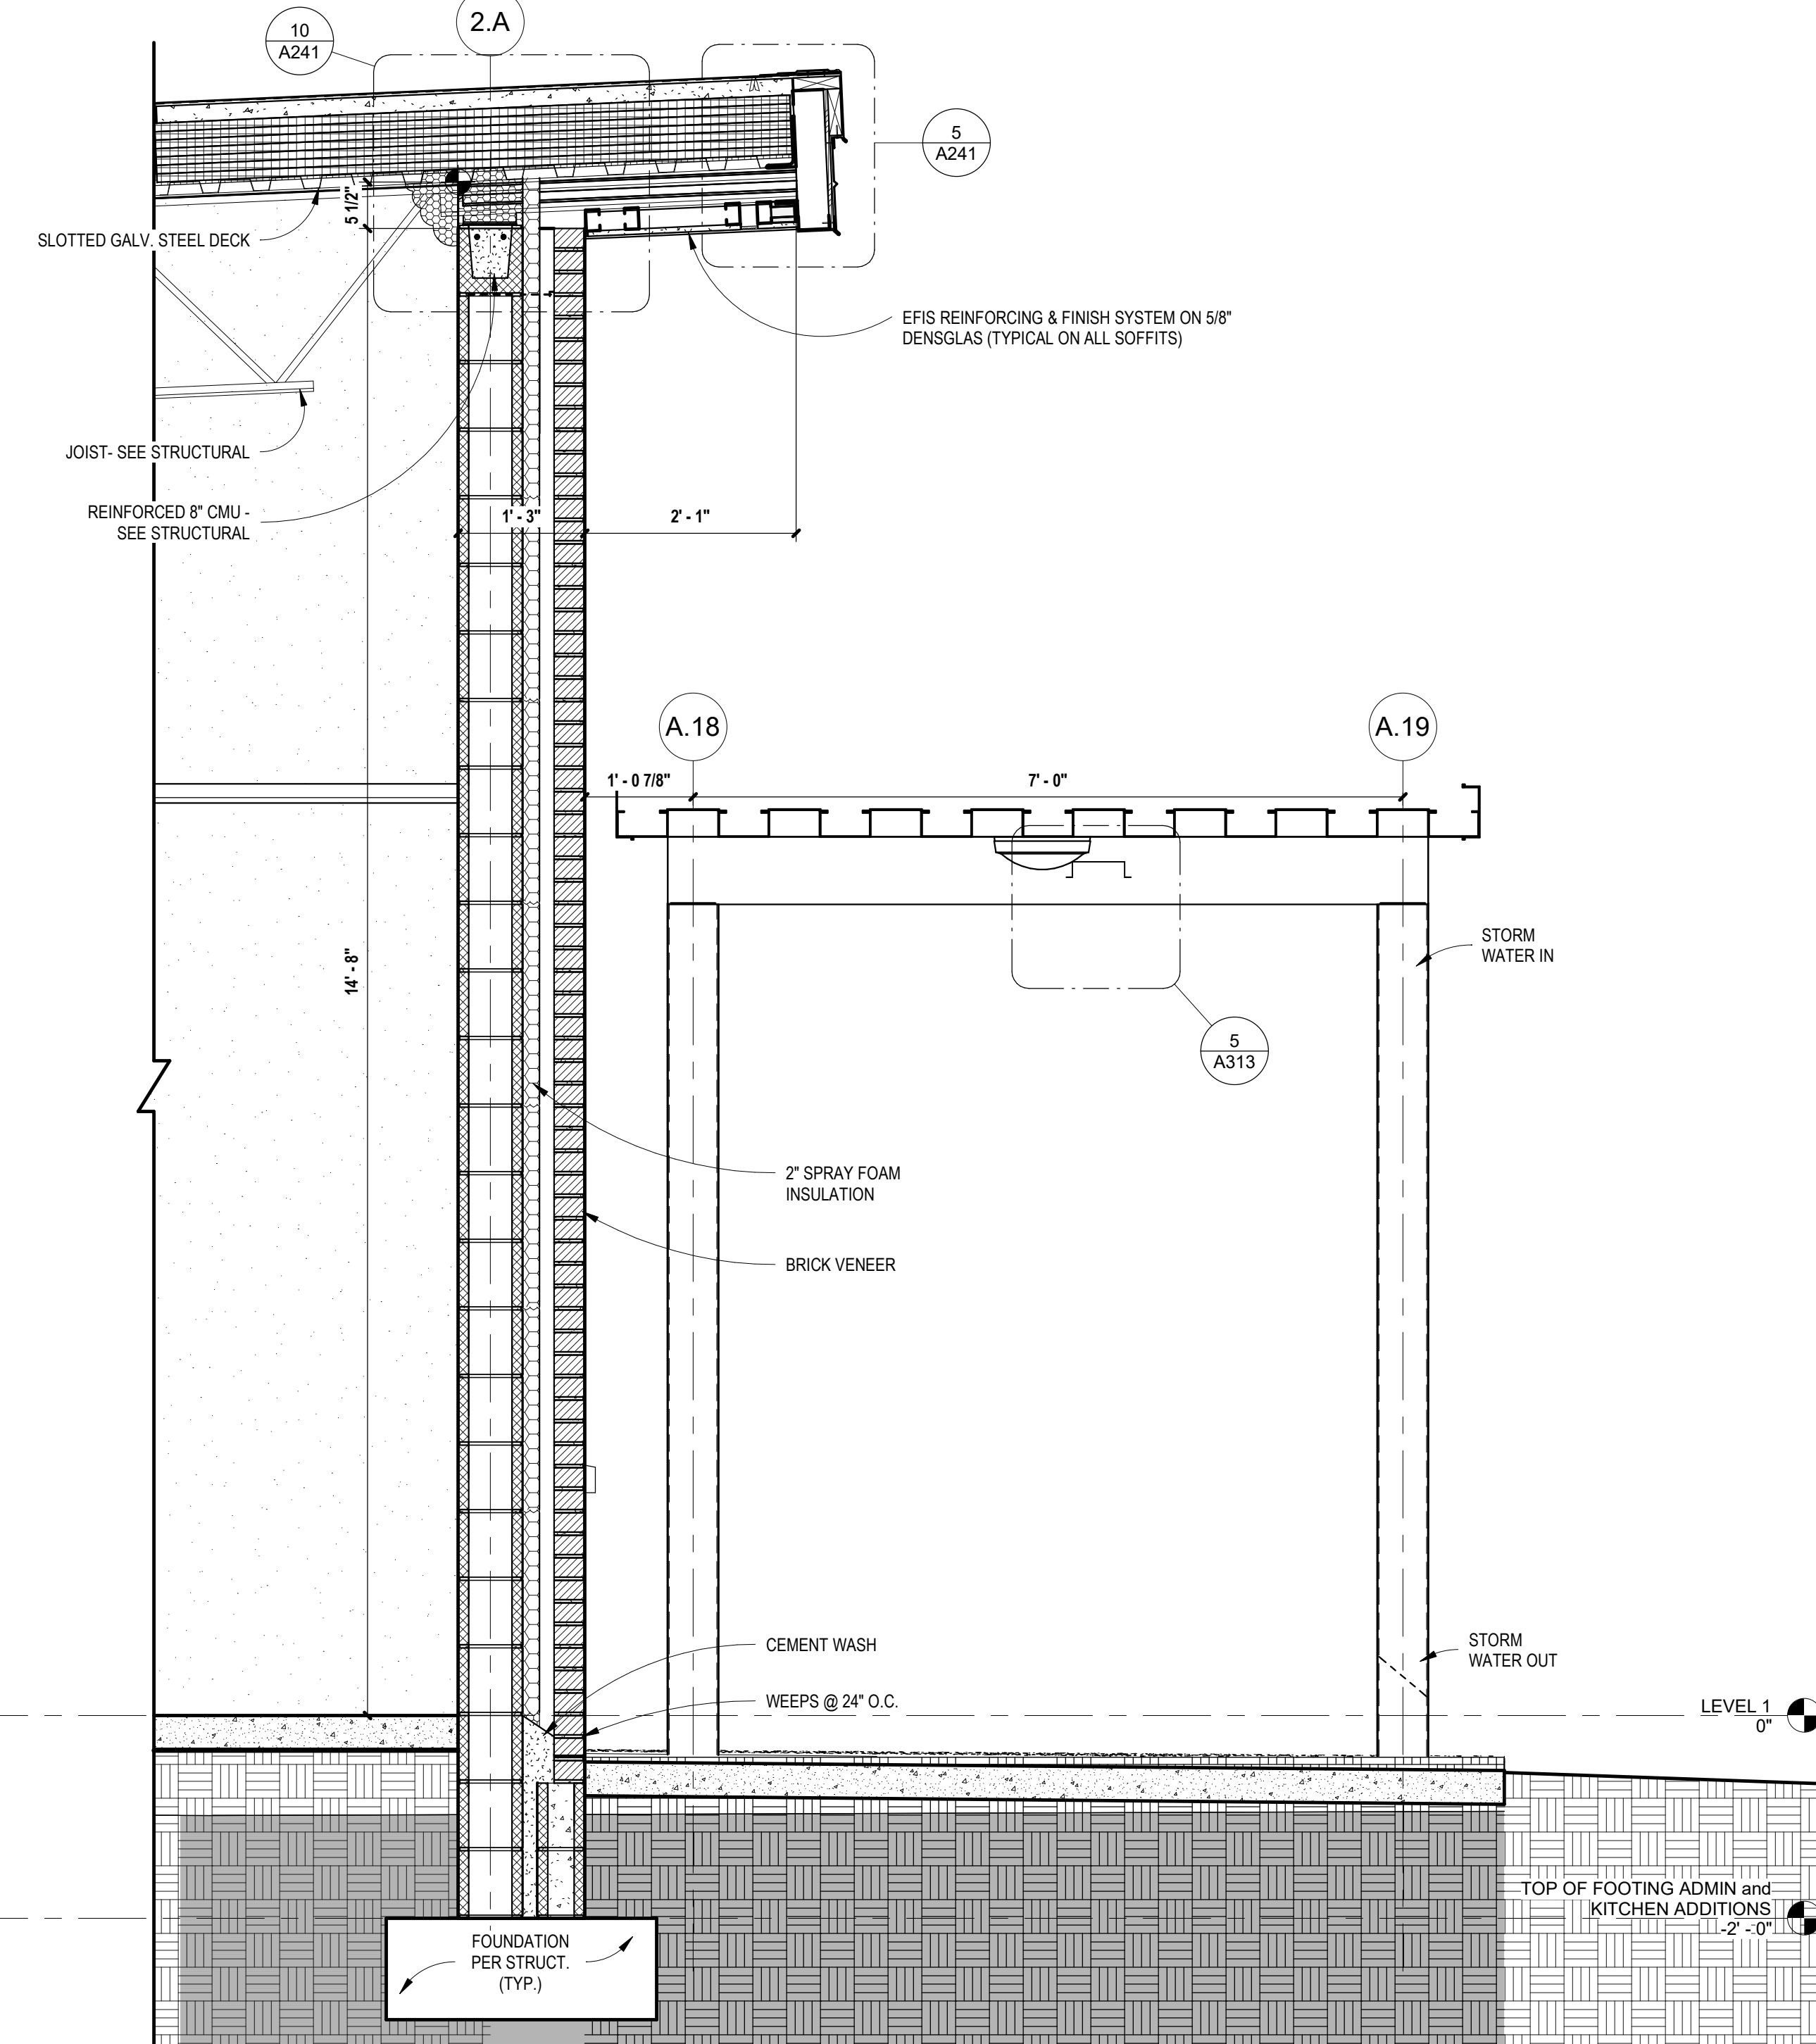 10
A241
2.A
5
A241
5 1/2"
SLOTTED GALV. STEEL DECK
EFIS REINFORCING & FINISH SYSTEM ON 5/8"
DENSGLAS (TYPICAL ON ALL SOFFITS)
JOIST- SEE STRUCTURAL
REINFORCED 8" CMU -
SEE STRUCTURAL
1' - 3"
2' - 1"
A.18
A.19
1' - 0 7/8"
7' - 0"
STORM
WATER IN
14' - 8"
5
A313
2" SPRAY FOAM
INSULATION
BRICK VENEER
CEMENT WASH
STORM
WATER OUT
WEEPS @ 24" O.C.
LEVEL 1
0"
TOP OF FOOTING ADMIN and
KITCHEN ADDITIONS
-2' - 0"
FOUNDATION
PER STRUCT.
(TYP.)